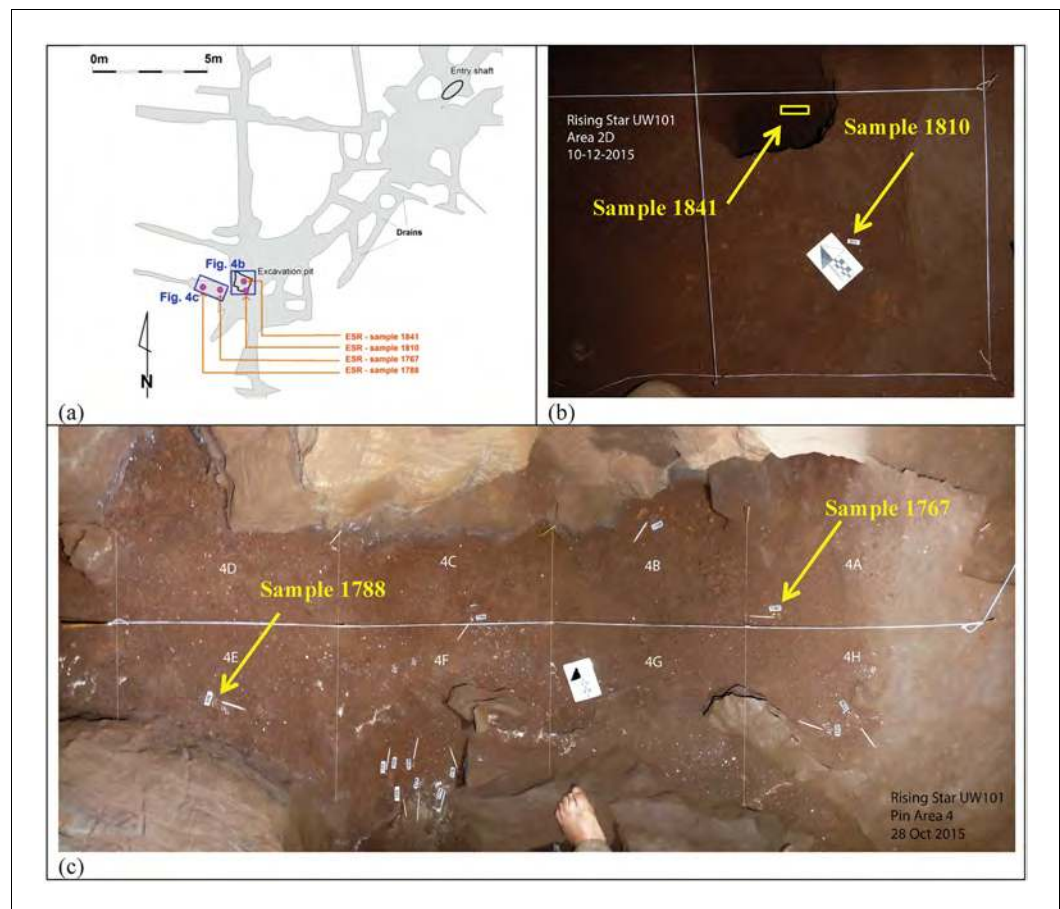 0m 5m
Entry shaft
Drains
Fig. 4b
Excavation pit
Fig. 4c
ESR - sample 1841
ESR - sample 1810
ESR - sample 1767
ESR - sample 1788
N
(a)
Rising Star UW101
Area 2D
10-12-2015
Sample 1810
Sample 1841
(b)
Sample 1767
4D
4C
4B
4A
Sample 1788
4E
4F
4G
4H
Rising Star UW101
Pin Area 4
28 Oct 2015
(c)